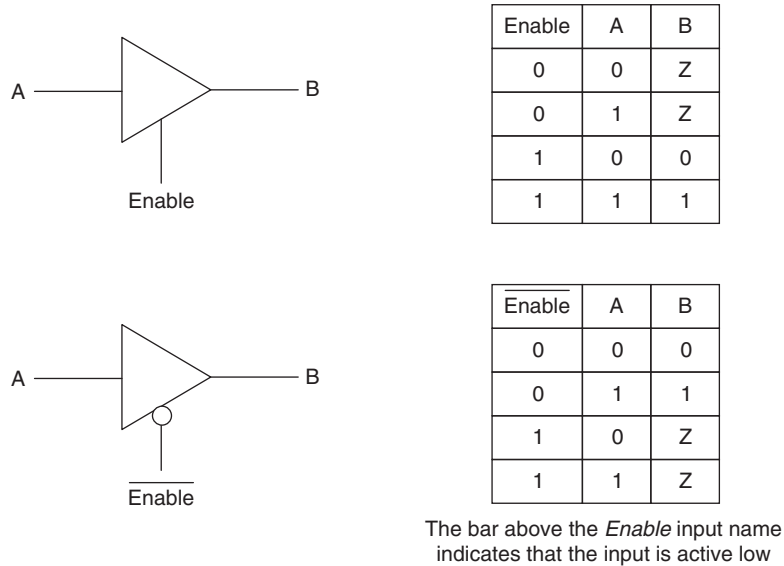 A
B
Enable
Enable A B
0 0 Z
0 1 Z
1 0 0
1 1 1
A
B
Enable
Enable A B
0 0 0
0 1 1
1 0 Z
1 1 Z
The bar above the Enable input name
indicates that the input is active low